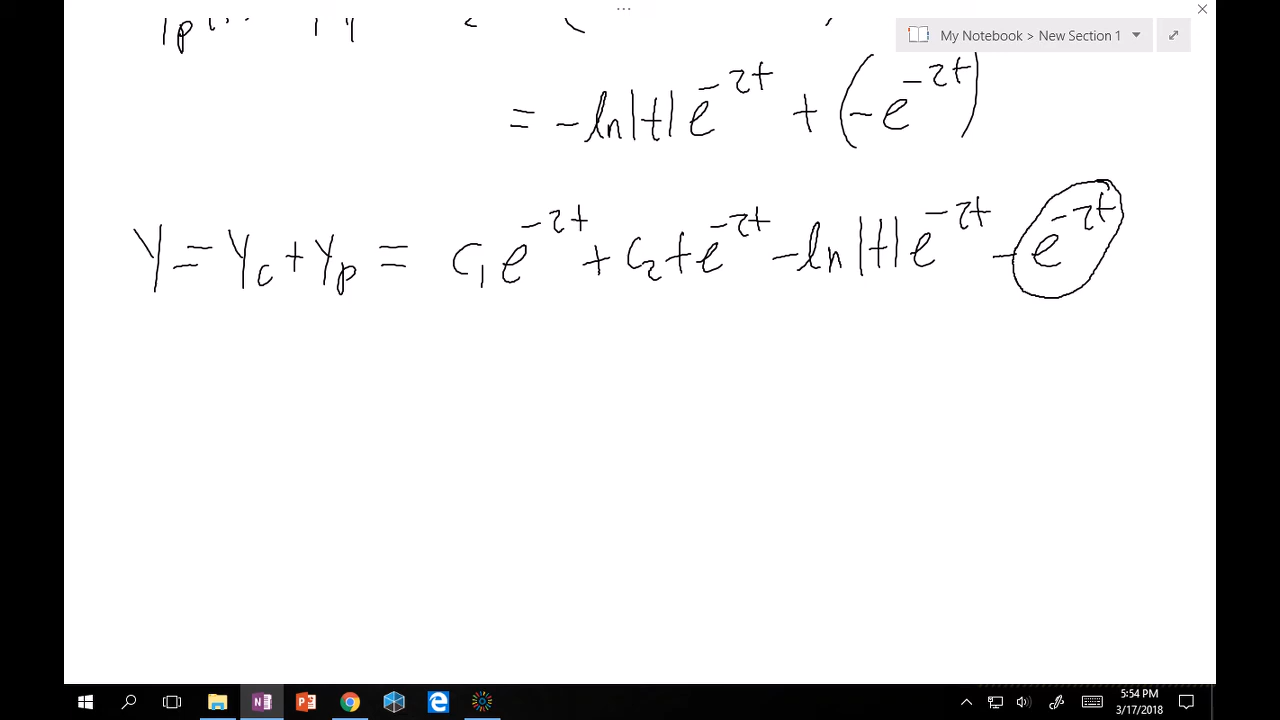 My Notebook > New Section 1
= -ln|t|e^{-2t} + (-e^{-2t})
Y = Y_c + Y_p = c_1e^{-2t} + c_2te^{-2t} - ln|t|e^{-2t} - e^{-2t}
5:54 PM
3/17/2018